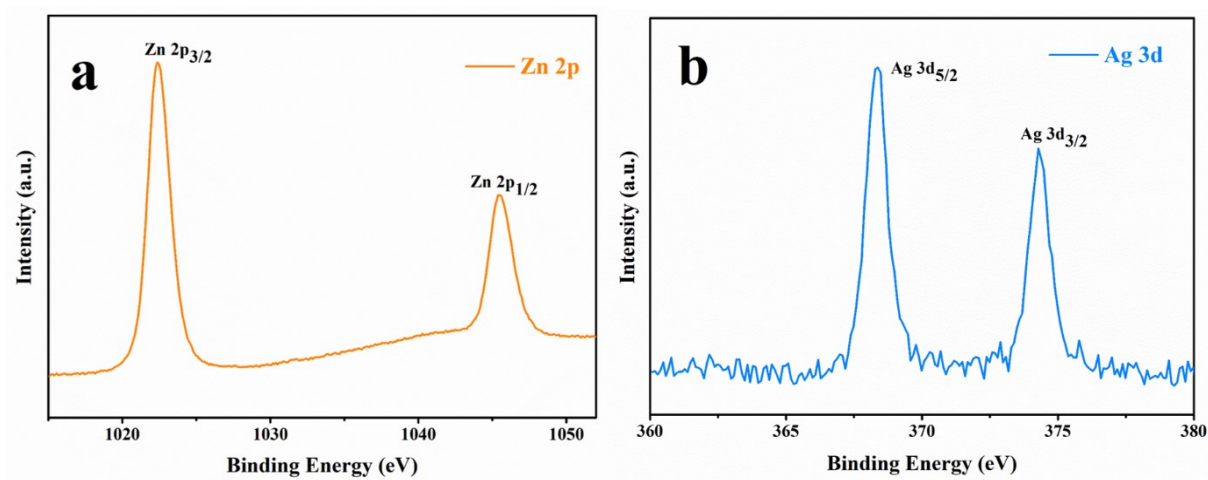 a
Zn 2p3/2
Zn 2p
Zn 2p1/2
Intensity (a.u.)
1020 1030 1040 1050
Binding Energy (eV)
b
Ag 3d5/2
Ag 3d
Ag 3d3/2
Intensity (a.u.)
360 365 370 375 380
Binding Energy (eV)